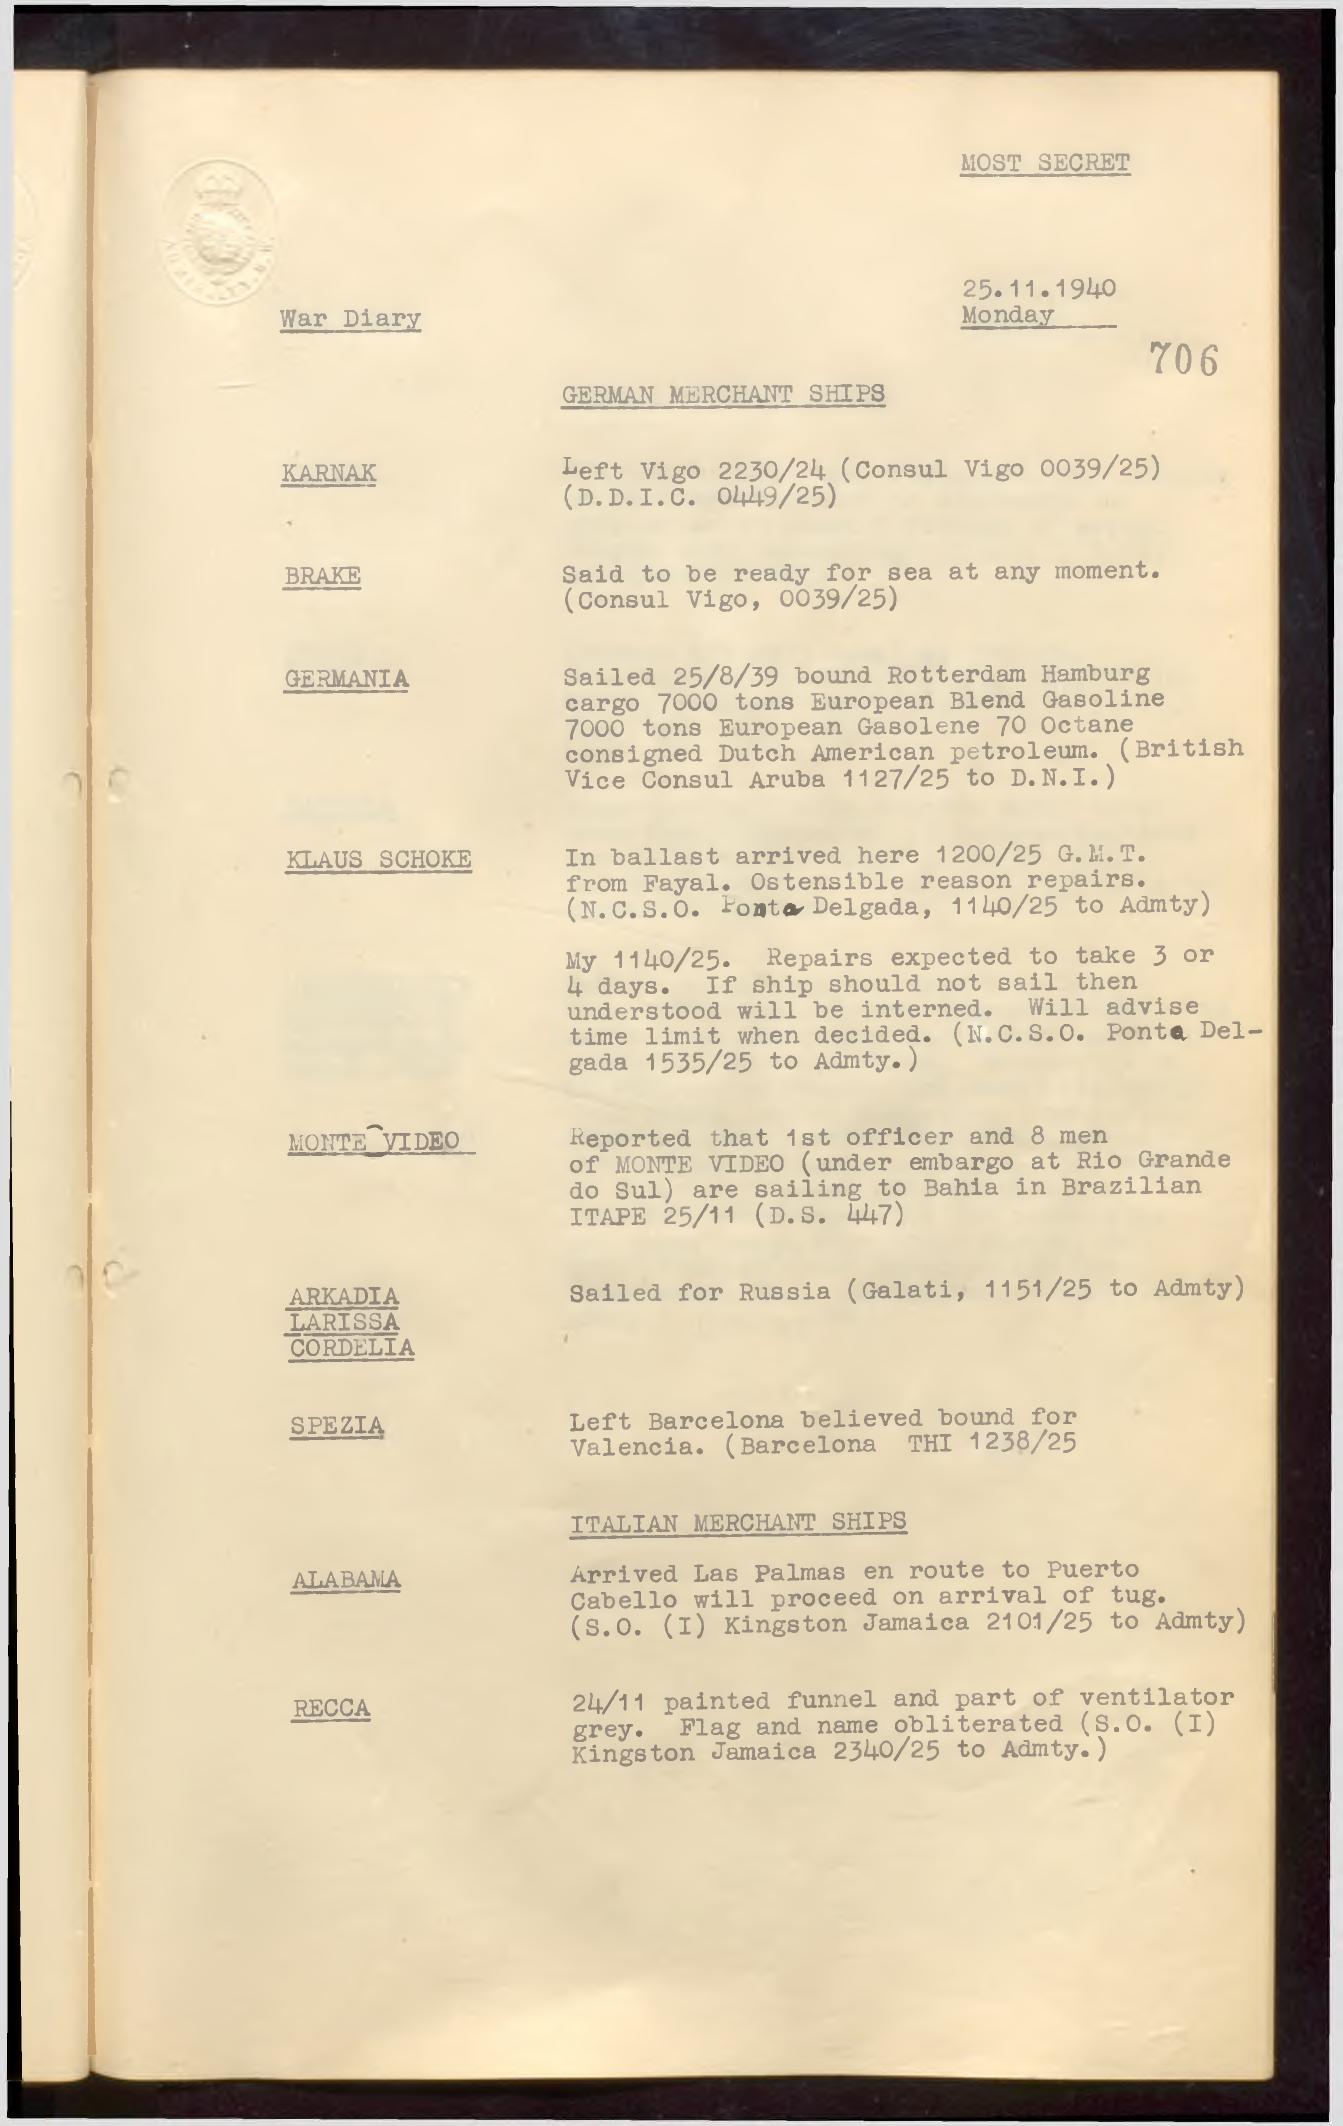 MOST SECRET
25.11.1940
War Diary
Monday
706
GERMAN MERCHANT SHIPS
KARNAK
Left Vigo 2230/24 (Consul Vigo 0039/25)
(D.D.I.C. 0449/25)
BRAKE
Said to be ready for sea at any moment.
(Consul Vigo, 0039/25)
GERMANIA
Sailed 25/8/39 bound Rotterdam Hamburg
cargo 7000 tons European Blend Gasoline
7000 tons European Gasolene 70 Octane
consigned Dutch American petroleum. (British
Vice Consul Aruba 1127/25 to D.N.I.)
KLAUS SCHOKE
In ballast arrived here 1200/25 G.M.T.
from Fayal. Ostensible reason repairs.
(N.C.S.O. Ponta Delgada, 1140/25 to Admty)
My 1140/25. Repairs expected to take 3 or
4 days. If ship should not sail then
understood will be interned. Will advise
time limit when decided. (N.C.S.O. Ponta Del-
gada 1535/25 to Admty.)
MONTE VIDEO
Reported that 1st officer and 8 men
of MONTE VIDEO (under embargo at Rio Grande
do Sul) are sailing to Bahia in Brazilian
ITAPE 25/11 (D.S. 447)
ARKADIA
LARISSA
CORDELIA
Sailed for Russia (Galati, 1151/25 to Admty)
SPEZIA
Left Barcelona believed bound for
Valencia. (Barcelona THI 1238/25
ITALIAN MERCHANT SHIPS
ALABAMA
Arrived Las Palmas en route to Puerto
Cabello will proceed on arrival of tug.
(S.O. (I) Kingston Jamaica 2101/25 to Admty)
RECCA
24/11 painted funnel and part of ventilator
grey. Flag and name obliterated (S.O. (I)
Kingston Jamaica 2340/25 to Admty.)